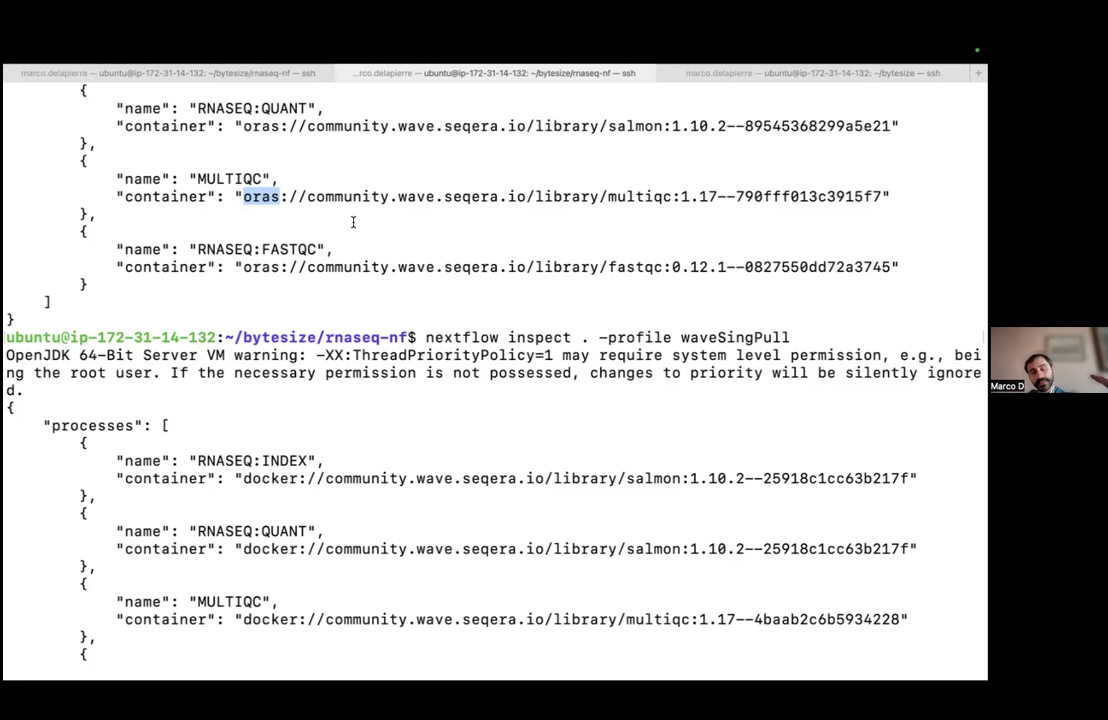 marco.delapierre — ubuntu@ip-172-31-14-132: ~/bytesize/rnaseq-nf — ssh
...rco.delapierre — ubuntu@ip-172-31-14-132: ~/bytesize/rnaseq-nf — ssh
marco.delapierre — ubuntu@ip-172-31-14-132: ~/bytesize — ssh
+
{
"name": "RNASEQ:QUANT",
"container": "oras://community.wave.seqera.io/library/salmon:1.10.2--89545368299a5e21"
},
{
"name": "MULTIQC",
"container": "oras://community.wave.seqera.io/library/multiqc:1.17--790fff013c3915f7"
},
{
"name": "RNASEQ:FASTQC",
"container": "oras://community.wave.seqera.io/library/fastqc:0.12.1--0827550dd72a3745"
}
]
}
ubuntu@ip-172-31-14-132:~/bytesize/rnaseq-nf$ nextflow inspect . -profile waveSingPull
OpenJDK 64-Bit Server VM warning: -XX:ThreadPriorityPolicy=1 may require system level permission, e.g., bei
ng the root user. If the necessary permission is not possessed, changes to priority will be silently ignore
d.
{
"processes": [
{
"name": "RNASEQ:INDEX",
"container": "docker://community.wave.seqera.io/library/salmon:1.10.2--25918c1cc63b217f"
},
{
"name": "RNASEQ:QUANT",
"container": "docker://community.wave.seqera.io/library/salmon:1.10.2--25918c1cc63b217f"
},
{
"name": "MULTIQC",
"container": "docker://community.wave.seqera.io/library/multiqc:1.17--4baab2c6b5934228"
},
{
Marco D